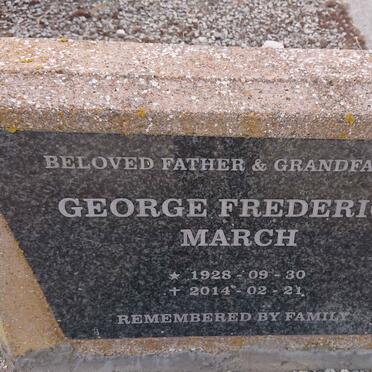 BELOVED FATHER & GRANDFA
GEORGE FREDERIC
MARCH
★ 1928 - 09 - 30
✝ 2014 - 02 - 21
REMEMBERED BY FAMILY